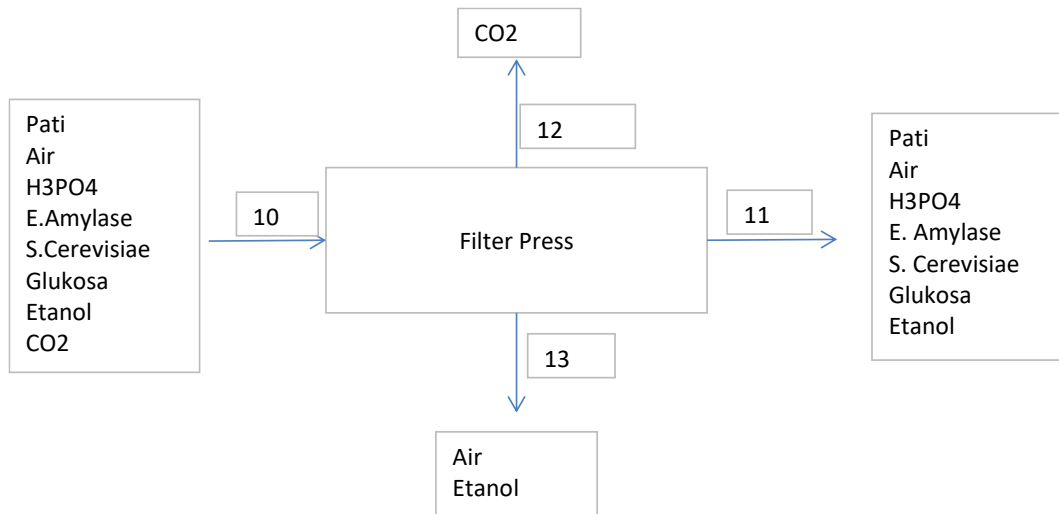 CO2
12
Pati
Air
H3PO4
E.Amylase
S.Cerevisiae
Glukosa
Etanol
CO2
10
Filter Press
11
Pati
Air
H3PO4
E. Amylase
S. Cerevisiae
Glukosa
Etanol
13
Air
Etanol